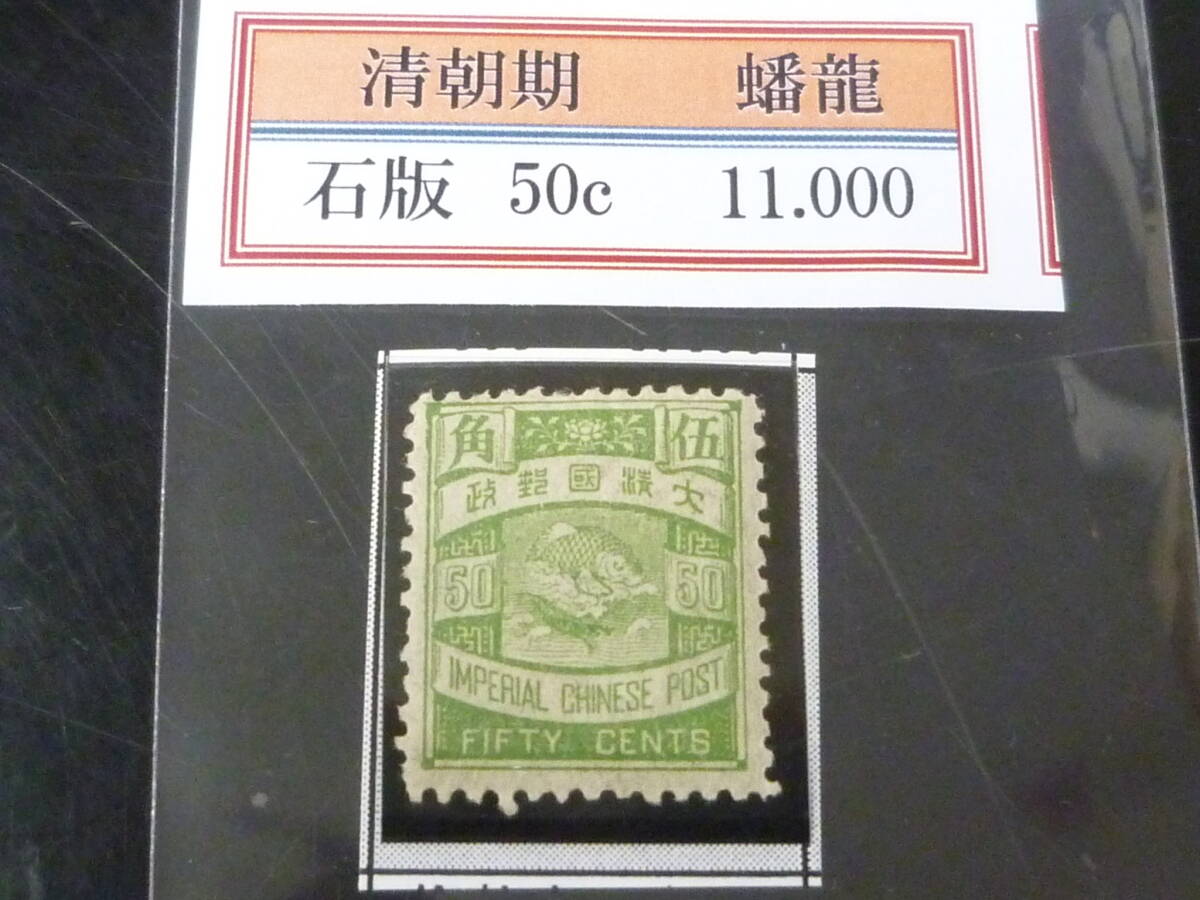 清朝期 蟠龍
石版 50c 11.000
角 伍
政郵國清大
50 50
IMPERIAL CHINESE POST
FIFTY CENTS